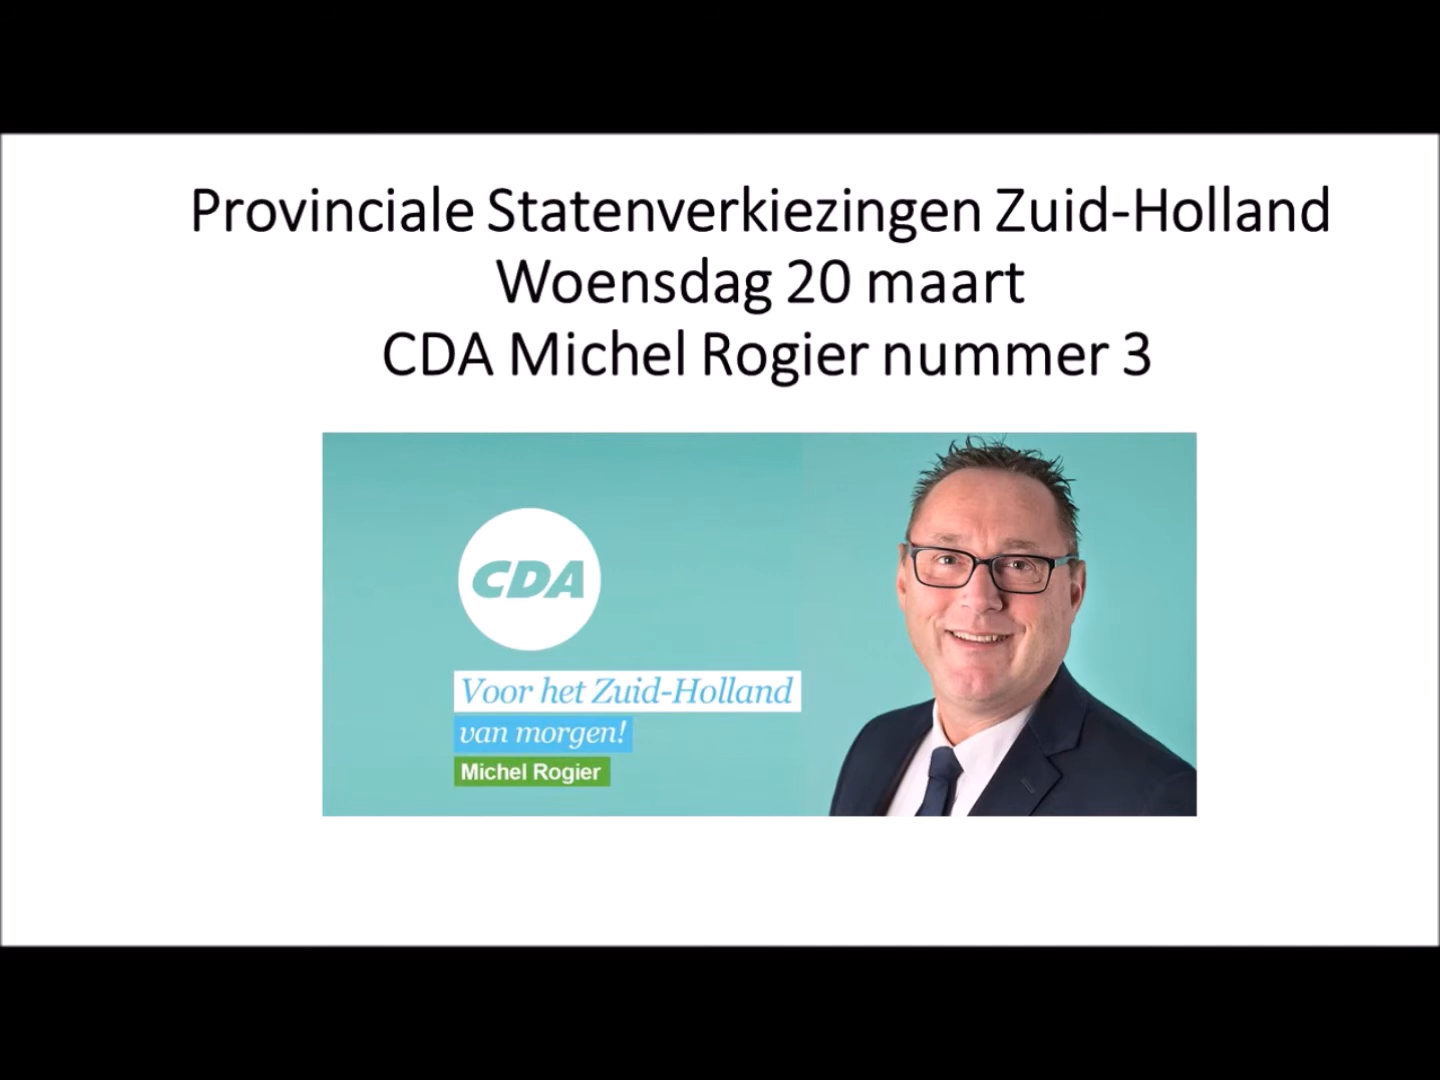 Provinciale Statenverkiezingen Zuid-Holland
Woensdag 20 maart
CDA Michel Rogier nummer 3
CDA
Voor het Zuid-Holland
van morgen!
Michel Rogier